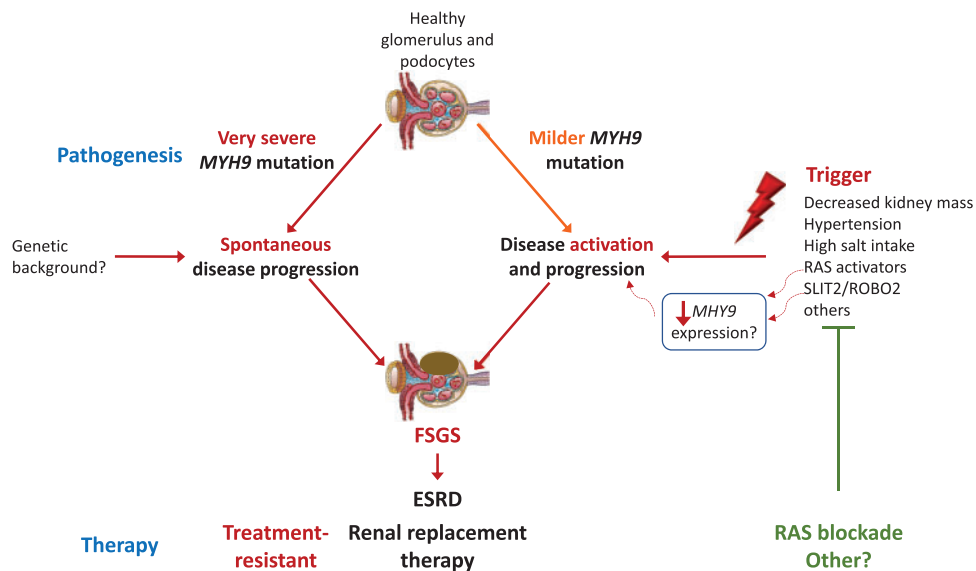 Healthy
glomerulus and
podocytes
Pathogenesis
Very severe
MYH9 mutation
Milder MYH9
mutation
Trigger
Decreased kidney mass
Hypertension
High salt intake
RAS activators
SLIT2/ROBO2
others
Genetic
background?
Spontaneous
disease progression
Disease activation
and progression
MHY9
expression?
FSGS
ESRD
Therapy
Treatment-
resistant
Renal replacement
therapy
RAS blockade
Other?